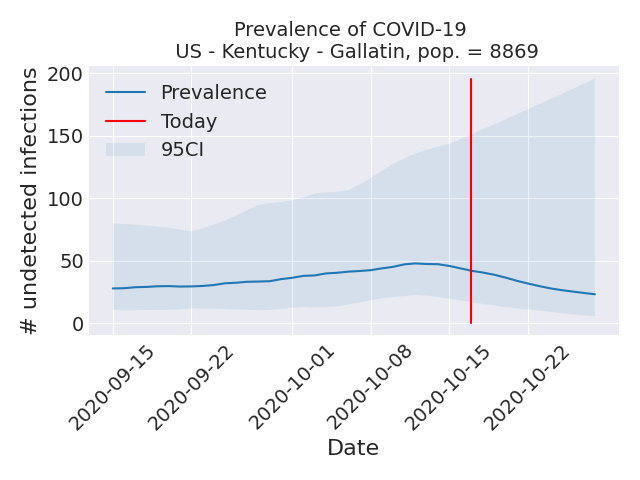 Prevalence of COVID-19
US - Kentucky - Gallatin, pop. = 8869
# undetected infections
200
150
100
50
0
Prevalence
Today
95CI
2020-09-15
2020-09-22
2020-10-01
2020-10-08
2020-10-15
2020-10-22
Date